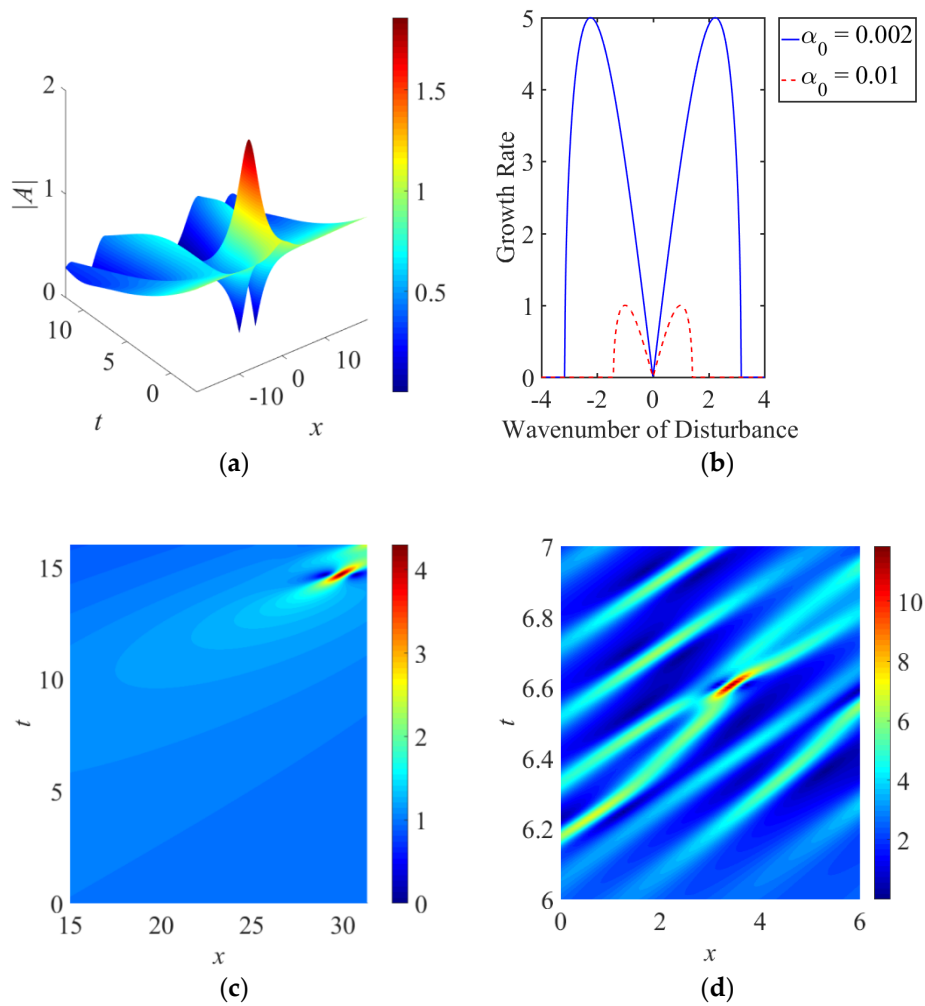 2
1
0
|A|
10
5
0
t
-10
0
10
x
1.5
1
0.5
(a)
5
4
3
2
1
0
Growth Rate
-4 -2 0 2 4
Wavenumber of Disturbance
α₀ = 0.002
α₀ = 0.01
(b)
15
10
5
0
t
15 20 25 30
x
4
3
2
1
0
(c)
7
6.8
6.6
6.4
6.2
6
t
0 2 4 6
x
10
8
6
4
2
(d)